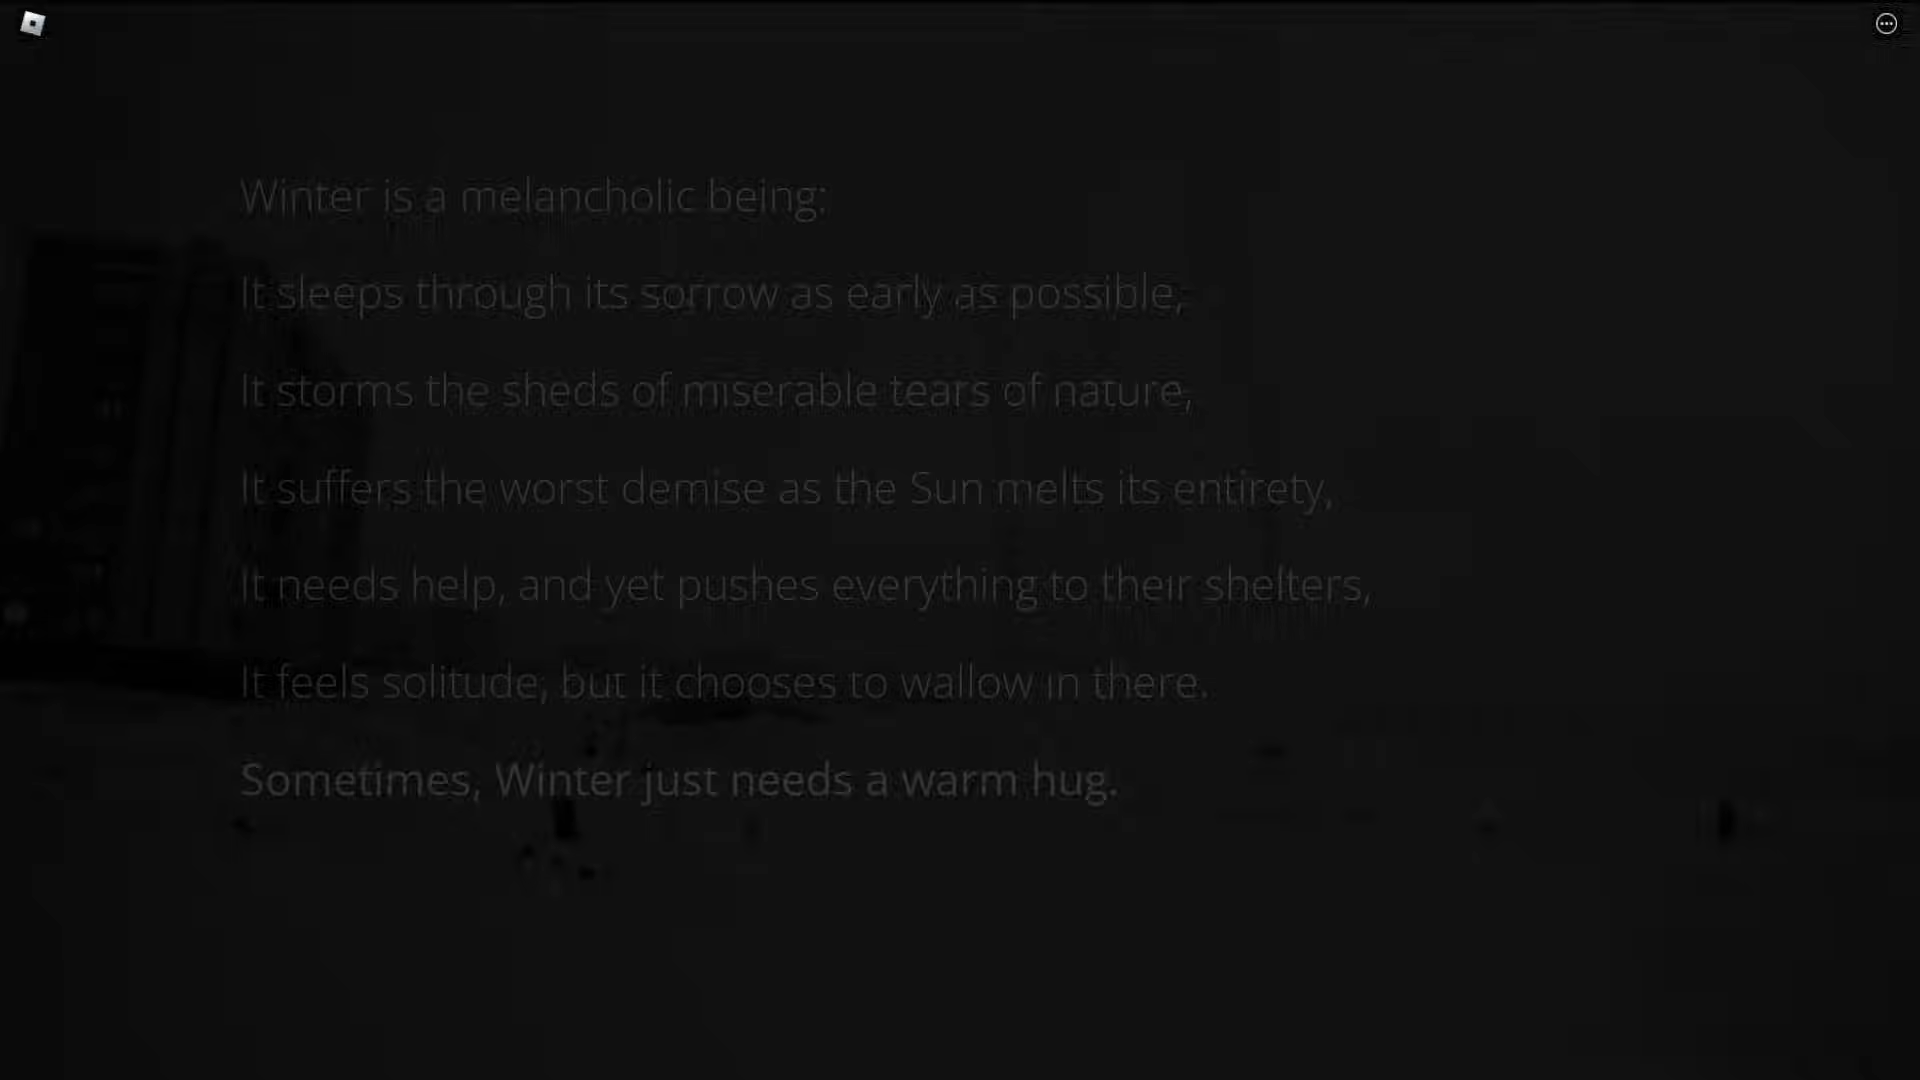 Winter is a melancholic being:
It sleeps through its sorrow as early as possible,
It storms the sheds of miserable tears of nature,
It suffers the worst demise as the Sun melts its entirety,
It needs help, and yet pushes everything to their shelters,
It feels solitude, but it chooses to wallow in there.
Sometimes, Winter just needs a warm hug.